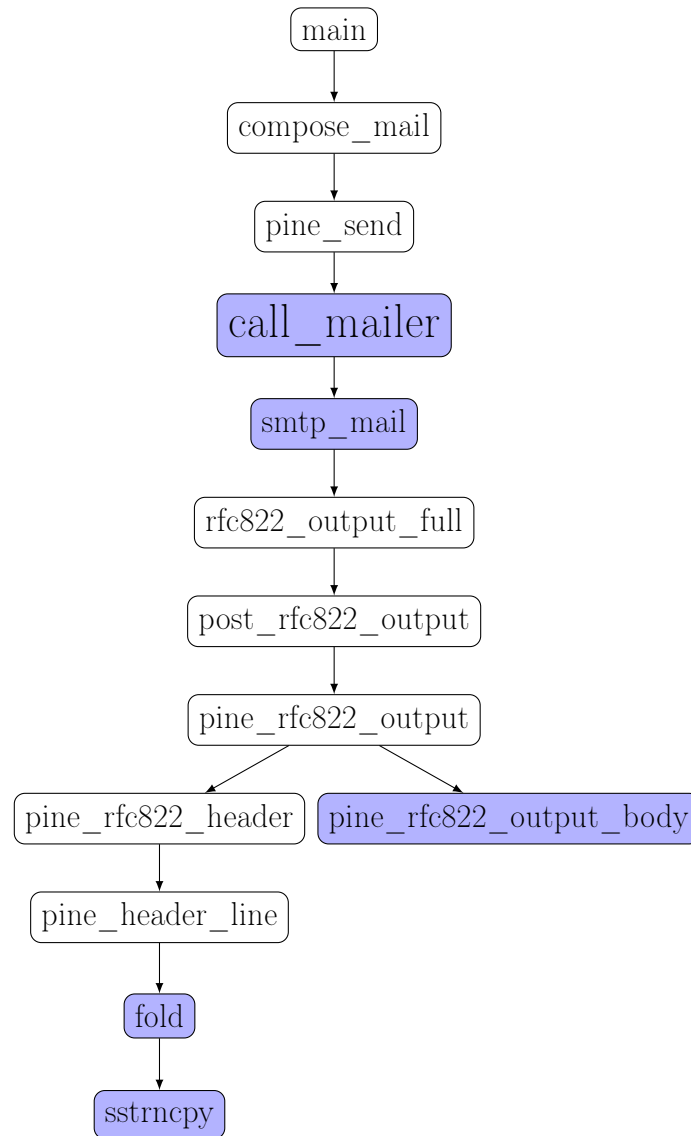 main
compose_mail
pine_send
call_mailer
smtp_mail
rfc822_output_full
post_rfc822_output
pine_rfc822_output
pine_rfc822_header
pine_rfc822_output_body
pine_header_line
fold
sstrncpy